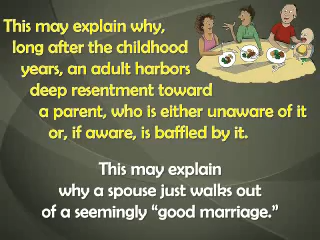 This may explain why,
long after the childhood
years, an adult harbors
deep resentment toward
a parent, who is either unaware of it
or, if aware, is baffled by it.
This may explain
why a spouse just walks out
of a seemingly “good marriage.”